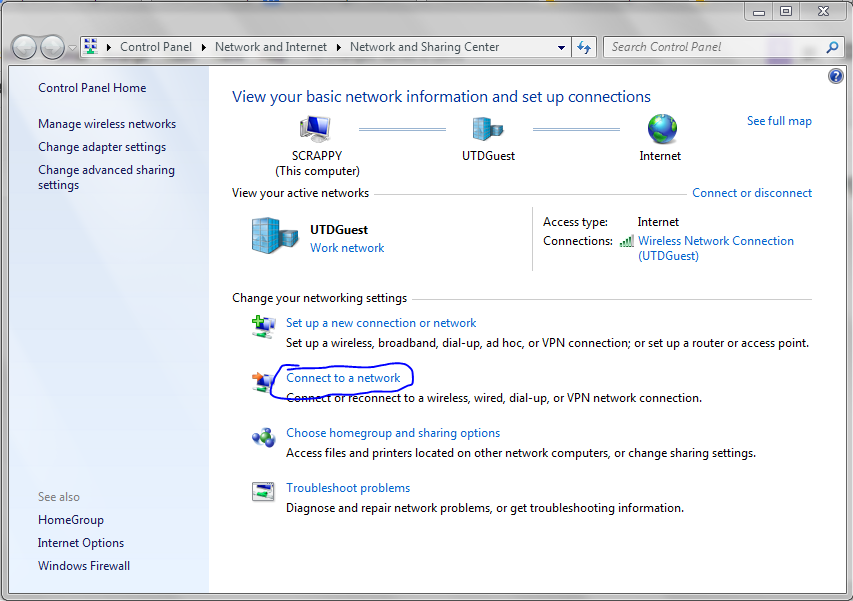 Control Panel Network and Internet Network and Sharing Center Search Control Panel
Control Panel Home
Manage wireless networks
Change adapter settings
Change advanced sharing
settings
See also
HomeGroup
Internet Options
Windows Firewall
View your basic network information and set up connections
See full map
SCRAPPY
(This computer)
UTDGuest
Internet
View your active networks
Connect or disconnect
UTDGuest
Work network
Access type: Internet
Connections: Wireless Network Connection
(UTDGuest)
Change your networking settings
Set up a new connection or network
Set up a wireless, broadband, dial-up, ad hoc, or VPN connection; or set up a router or access point.
Connect to a network
Connect or reconnect to a wireless, wired, dial-up, or VPN network connection.
Choose homegroup and sharing options
Access files and printers located on other network computers, or change sharing settings.
Troubleshoot problems
Diagnose and repair network problems, or get troubleshooting information.